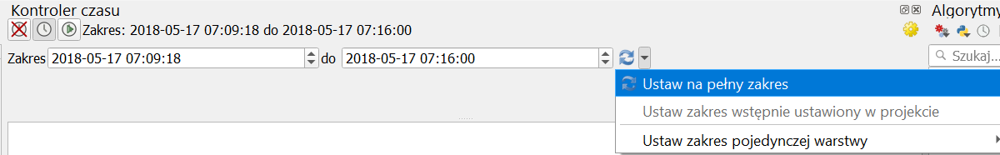 Kontroler czasu
Zakres: 2018-05-17 07:09:18 do 2018-05-17 07:16:00
Zakres 2018-05-17 07:09:18 do 2018-05-17 07:16:00
Ustaw na pełny zakres
Ustaw zakres wstępnie ustawiony w projekcie
Ustaw zakres pojedynczej warstwy
Algorytmy
Szukaj...